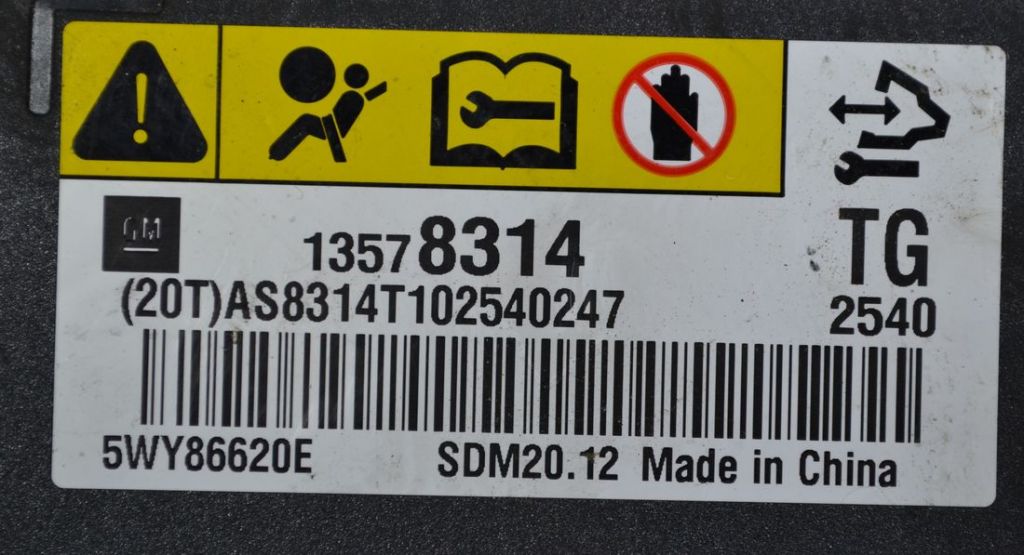 GM
13578314
TG
(20T)AS8314T102540247
2540
5WY86620E
SDM20.12 Made in China